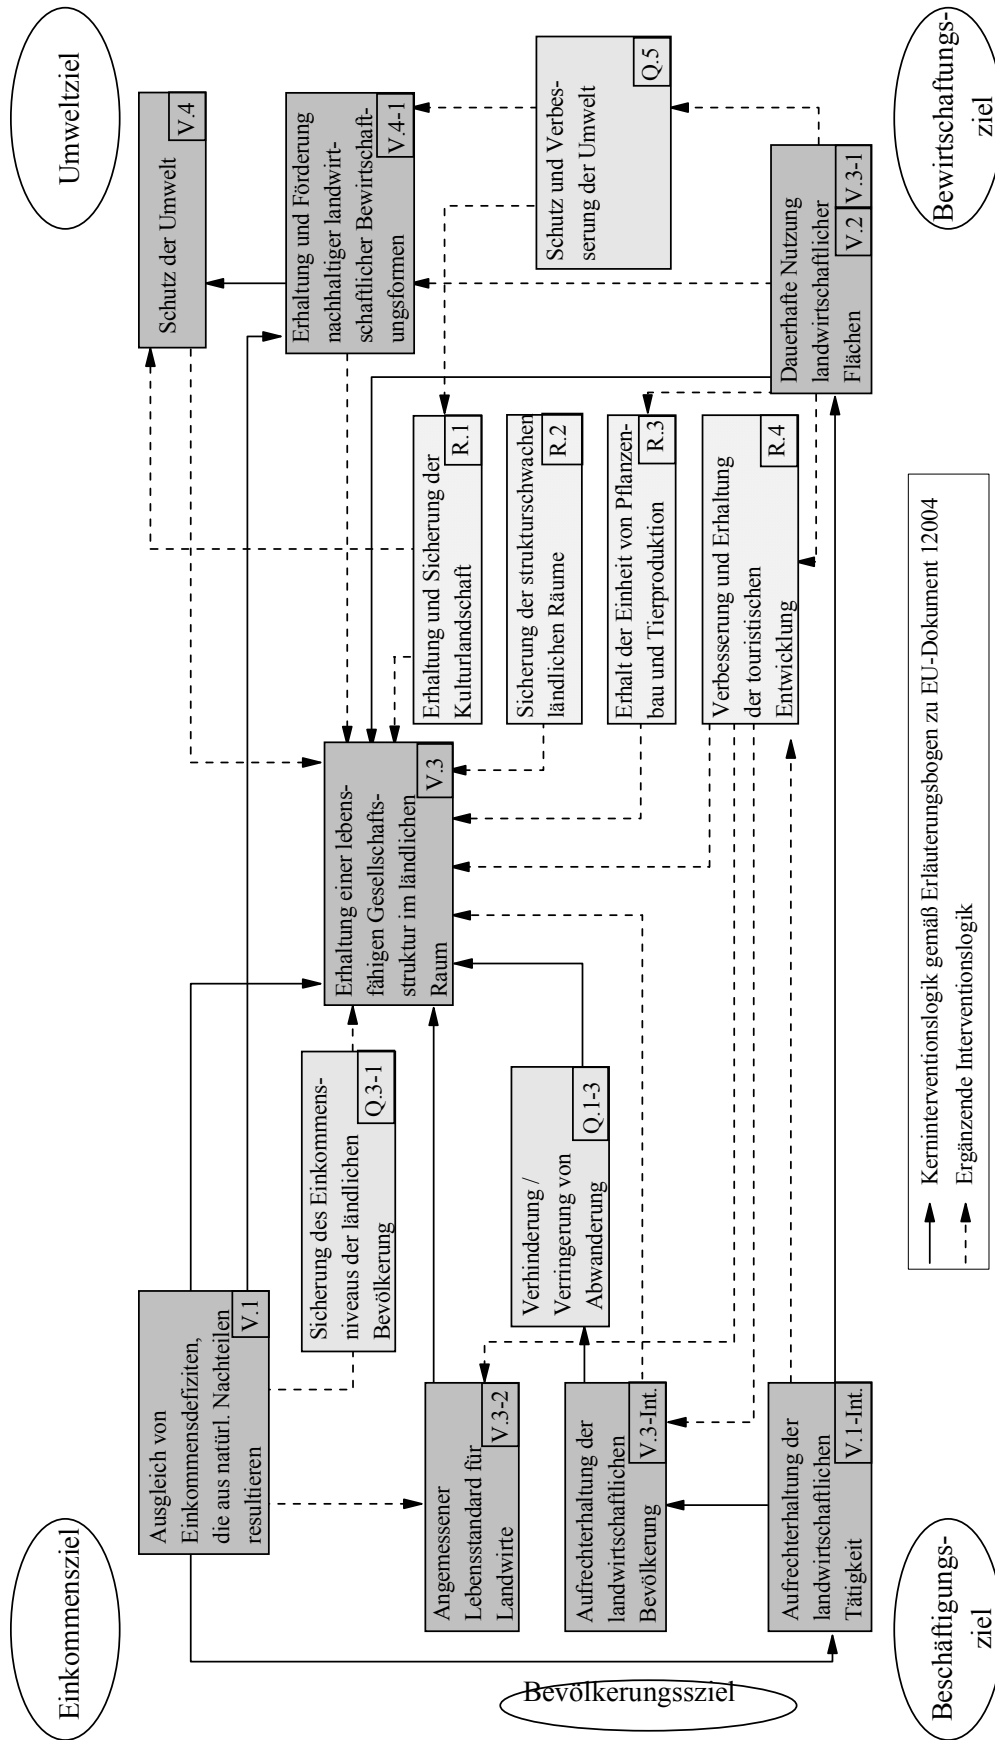 Einkommensziel
Umweltziel
Ausgleich von
Einkommensdefiziten,
die aus natürl. Nachteilen
resultieren
V.1
Schutz der Umwelt
V.4
Sicherung des Einkommens-
niveaus der ländlichen
Bevölkerung
Q.3-1
Erhaltung einer lebens-
fähigen Gesellschafts-
struktur im ländlichen
Raum
V.3
Erhaltung und Förderung
nachhaltiger landwirt-
schaftlicher Bewirtschaft-
ungsformen
V.4-1
Angemessener
Lebensstandard für
Landwirte
V.3-2
Erhaltung und Sicherung der
Kulturlandschaft
R.1
Sicherung der strukturschwachen
ländlichen Räume
R.2
Schutz und Verbes-
serung der Umwelt
Q.5
Bevölkerungssziel
Verhinderung /
Verringerung von
Abwanderung
Q.1-3
Aufrechterhaltung der
landwirtschaftlichen
Bevölkerung
V.3-Int.
Erhalt der Einheit von Pflanzen-
bau und Tierproduktion
R.3
Verbesserung und Erhaltung
der touristischen
Entwicklung
R.4
Aufrechterhaltung der
landwirtschaftlichen
Tätigkeit
V.1-Int.
Dauerhafte Nutzung
landwirtschaftlicher
Flächen
V.2
V.3-1
Beschäftigungs-
ziel
Bewirtschaftungs-
ziel
Kerninterventionslogik gemäß Erläuterungsbogen zu EU-Dokument 12004
Ergänzende Interventionslogik